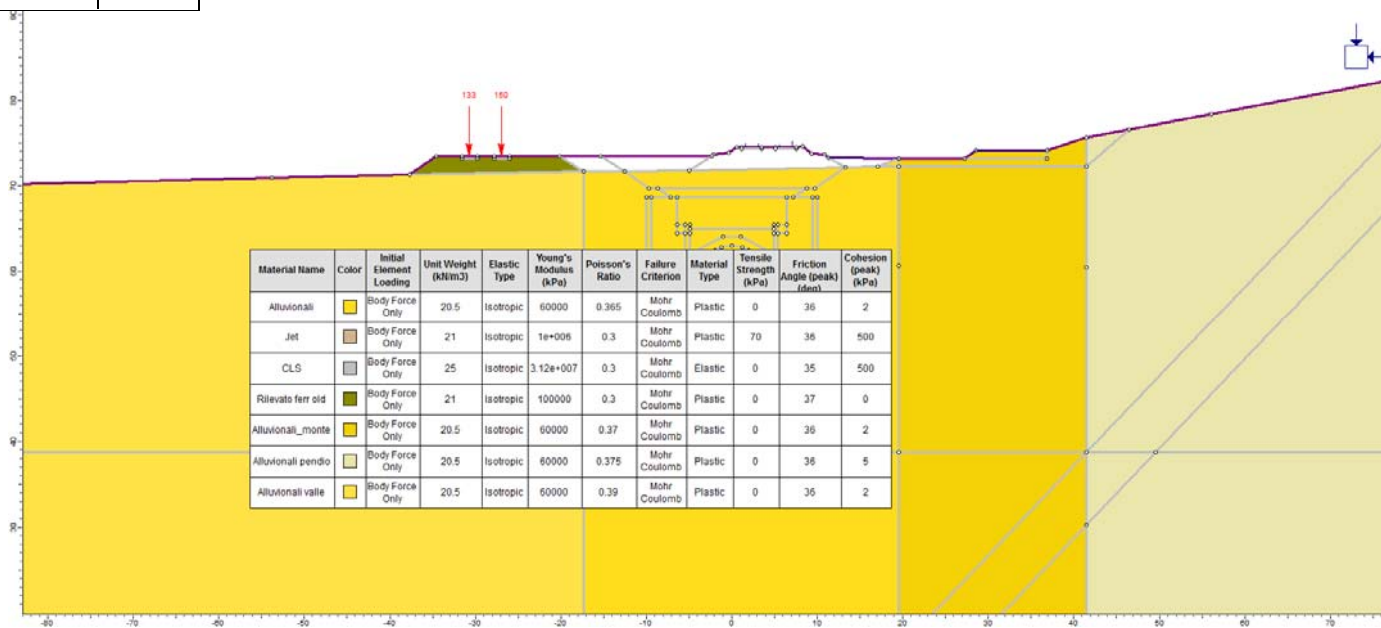 90
133 160
80
70
60
50
40
30
Material Name Color Initial Element Loading Unit Weight (kN/m3) Elastic Type Young's Modulus (kPa) Poisson's Ratio Failure Criterion Material Type Tensile Strength (kPa) Friction Angle (peak) (deg) Cohesion (peak) (kPa)
Alluvionali Body Force Only 20.5 Isotropic 60000 0.365 Mohr Coulomb Plastic 0 36 2
Jet Body Force Only 21 Isotropic 1e+006 0.3 Mohr Coulomb Plastic 70 36 500
CLS Body Force Only 25 Isotropic 3.12e+007 0.3 Mohr Coulomb Elastic 0 35 500
Rilevato ferr old Body Force Only 21 Isotropic 100000 0.3 Mohr Coulomb Plastic 0 37 0
Alluvionali_monte Body Force Only 20.5 Isotropic 60000 0.37 Mohr Coulomb Plastic 0 36 2
Alluvionali pendio Body Force Only 20.5 Isotropic 60000 0.375 Mohr Coulomb Plastic 0 36 5
Alluvionali valle Body Force Only 20.5 Isotropic 60000 0.39 Mohr Coulomb Plastic 0 36 2
-80 -70 -60 -50 -40 -30 -20 -10 0 10 20 30 40 50 60 70